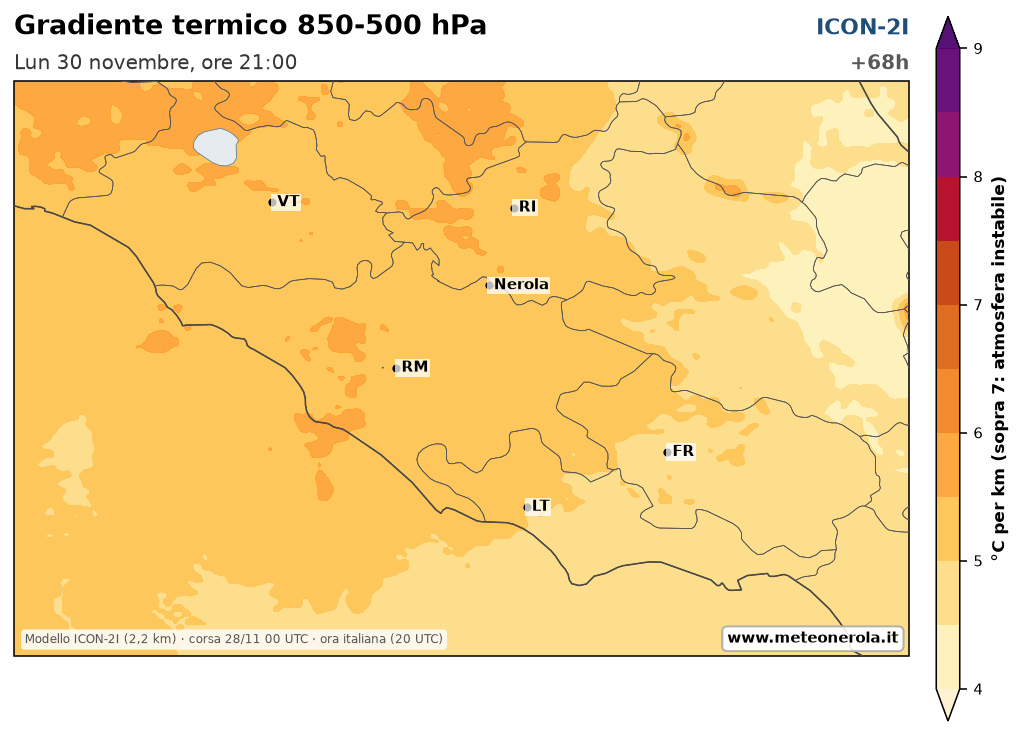 Gradiente termico 850-500 hPa
ICON-2I
Lun 30 novembre, ore 21:00
+68h
VT
RI
Nerola
RM
FR
LT
Modello ICON-2I (2,2 km) · corsa 28/11 00 UTC · ora italiana (20 UTC)
www.meteonerola.it
9
8
7
6
5
4
°C per km (sopra 7: atmosfera instabile)